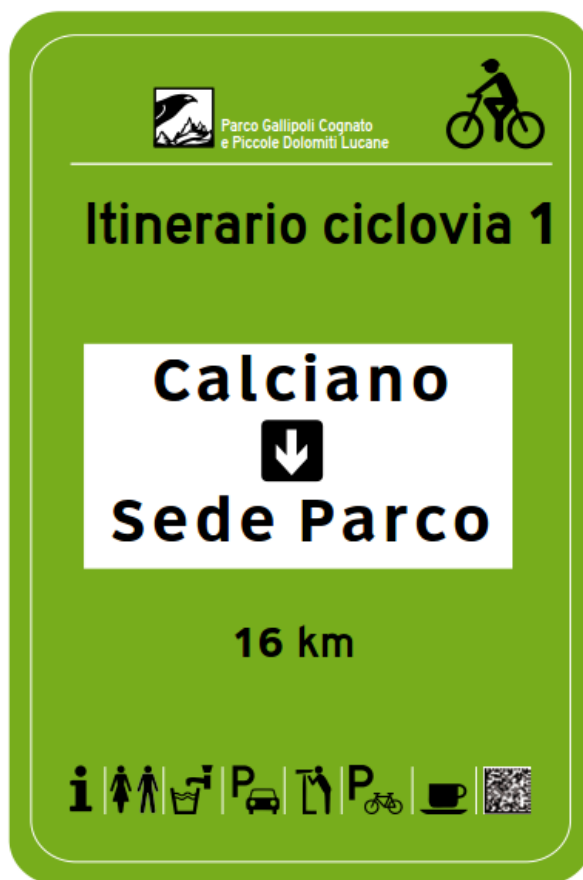 Parco Gallipoli Cognato
e Piccole Dolomiti Lucane
Itinerario ciclovia 1
Calciano
Sede Parco
16 km
i P P